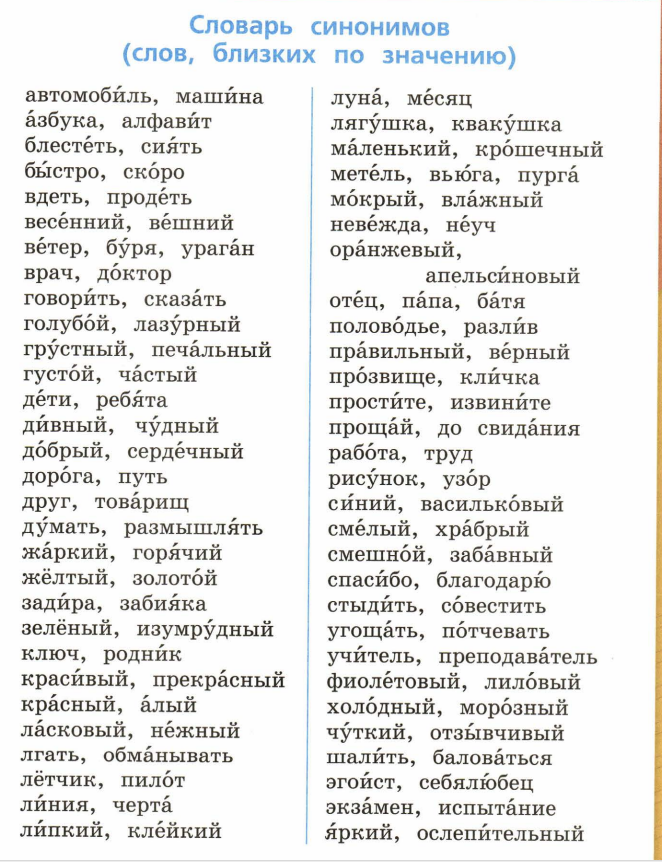 Словарь синонимов
(слов, близких по значению)
автомоби́ль, маши́на
а́збука, алфави́т
блесте́ть, сия́ть
бы́стро, ско́ро
вдеть, проде́ть
весе́нний, ве́шний
ве́тер, бу́ря, урага́н
врач, до́ктор
говори́ть, сказа́ть
голубо́й, лазу́рный
гру́стный, печа́льный
густо́й, ча́стый
де́ти, ребя́та
ди́вный, чу́дный
до́брый, серде́чный
доро́га, путь
друг, това́рищ
ду́мать, размышля́ть
жа́ркий, горя́чий
жёлтый, золото́й
зади́ра, забия́ка
зелёный, изумру́дный
ключ, родни́к
краси́вый, прекра́сный
кра́сный, а́лый
ла́сковый, не́жный
лгать, обма́нывать
лётчик, пило́т
ли́ния, черта́
ли́пкий, кле́йкий
луна́, ме́сяц
лягу́шка, кваку́шка
ма́ленький, кро́шечный
мете́ль, вью́га, пурга́
мо́крый, вла́жный
неве́жда, не́уч
ора́нжевый,
апельси́новый
оте́ц, па́па, ба́тя
полово́дье, разли́в
пра́вильный, ве́рный
про́звище, кли́чка
прости́те, извини́те
проща́й, до свида́ния
рабо́та, труд
рису́нок, узо́р
си́ний, василько́вый
сме́лый, хра́брый
смешно́й, заба́вный
спаси́бо, благодарю́
стыди́ть, со́вестить
угоща́ть, по́тчевать
учи́тель, преподава́тель
фиоле́товый, лило́вый
холо́дный, моро́зный
чу́ткий, отзы́вчивый
шали́ть, балова́ться
эгои́ст, себялю́бец
экза́мен, испыта́ние
я́ркий, ослепи́тельный